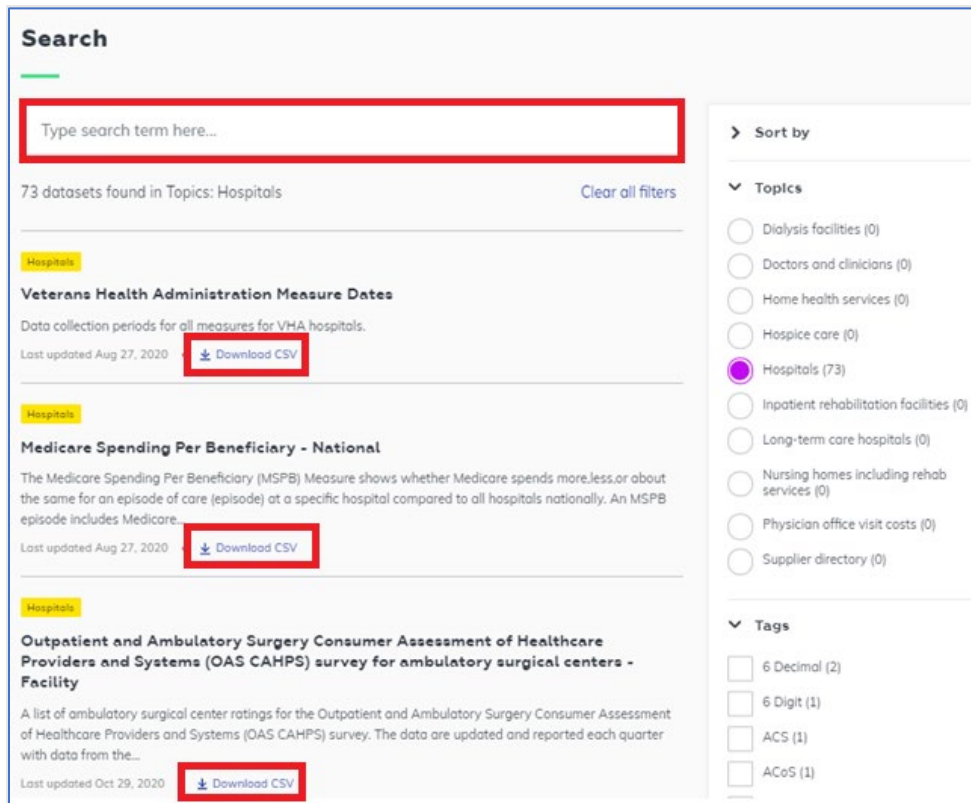 Search
Type search term here...
73 datasets found in Topics: Hospitals
Clear all filters
Hospitals
Veterans Health Administration Measure Dates
Data collection periods for all measures for VHA hospitals.
Last updated Aug 27, 2020
Download CSV
Hospitals
Medicare Spending Per Beneficiary - National
The Medicare Spending Per Beneficiary (MSPB) Measure shows whether Medicare spends more,less,or about
the same for an episode of care (episode) at a specific hospital compared to all hospitals nationally. An MSPB
episode includes Medicare...
Last updated Aug 27, 2020
Download CSV
Hospitals
Outpatient and Ambulatory Surgery Consumer Assessment of Healthcare
Providers and Systems (OAS CAHPS) survey for ambulatory surgical centers -
Facility
A list of ambulatory surgical center ratings for the Outpatient and Ambulatory Surgery Consumer Assessment
of Healthcare Providers and Systems (OAS CAHPS) survey. The data are updated and reported each quarter
with data from the...
Last updated Oct 29, 2020
Download CSV
Sort by
Topics
Dialysis facilities (0)
Doctors and clinicians (0)
Home health services (0)
Hospice care (0)
Hospitals (73)
Inpatient rehabilitation facilities (0)
Long-term care hospitals (0)
Nursing homes including rehab
services (0)
Physician office visit costs (0)
Supplier directory (0)
Tags
6 Decimal (2)
6 Digit (1)
ACS (1)
ACoS (1)